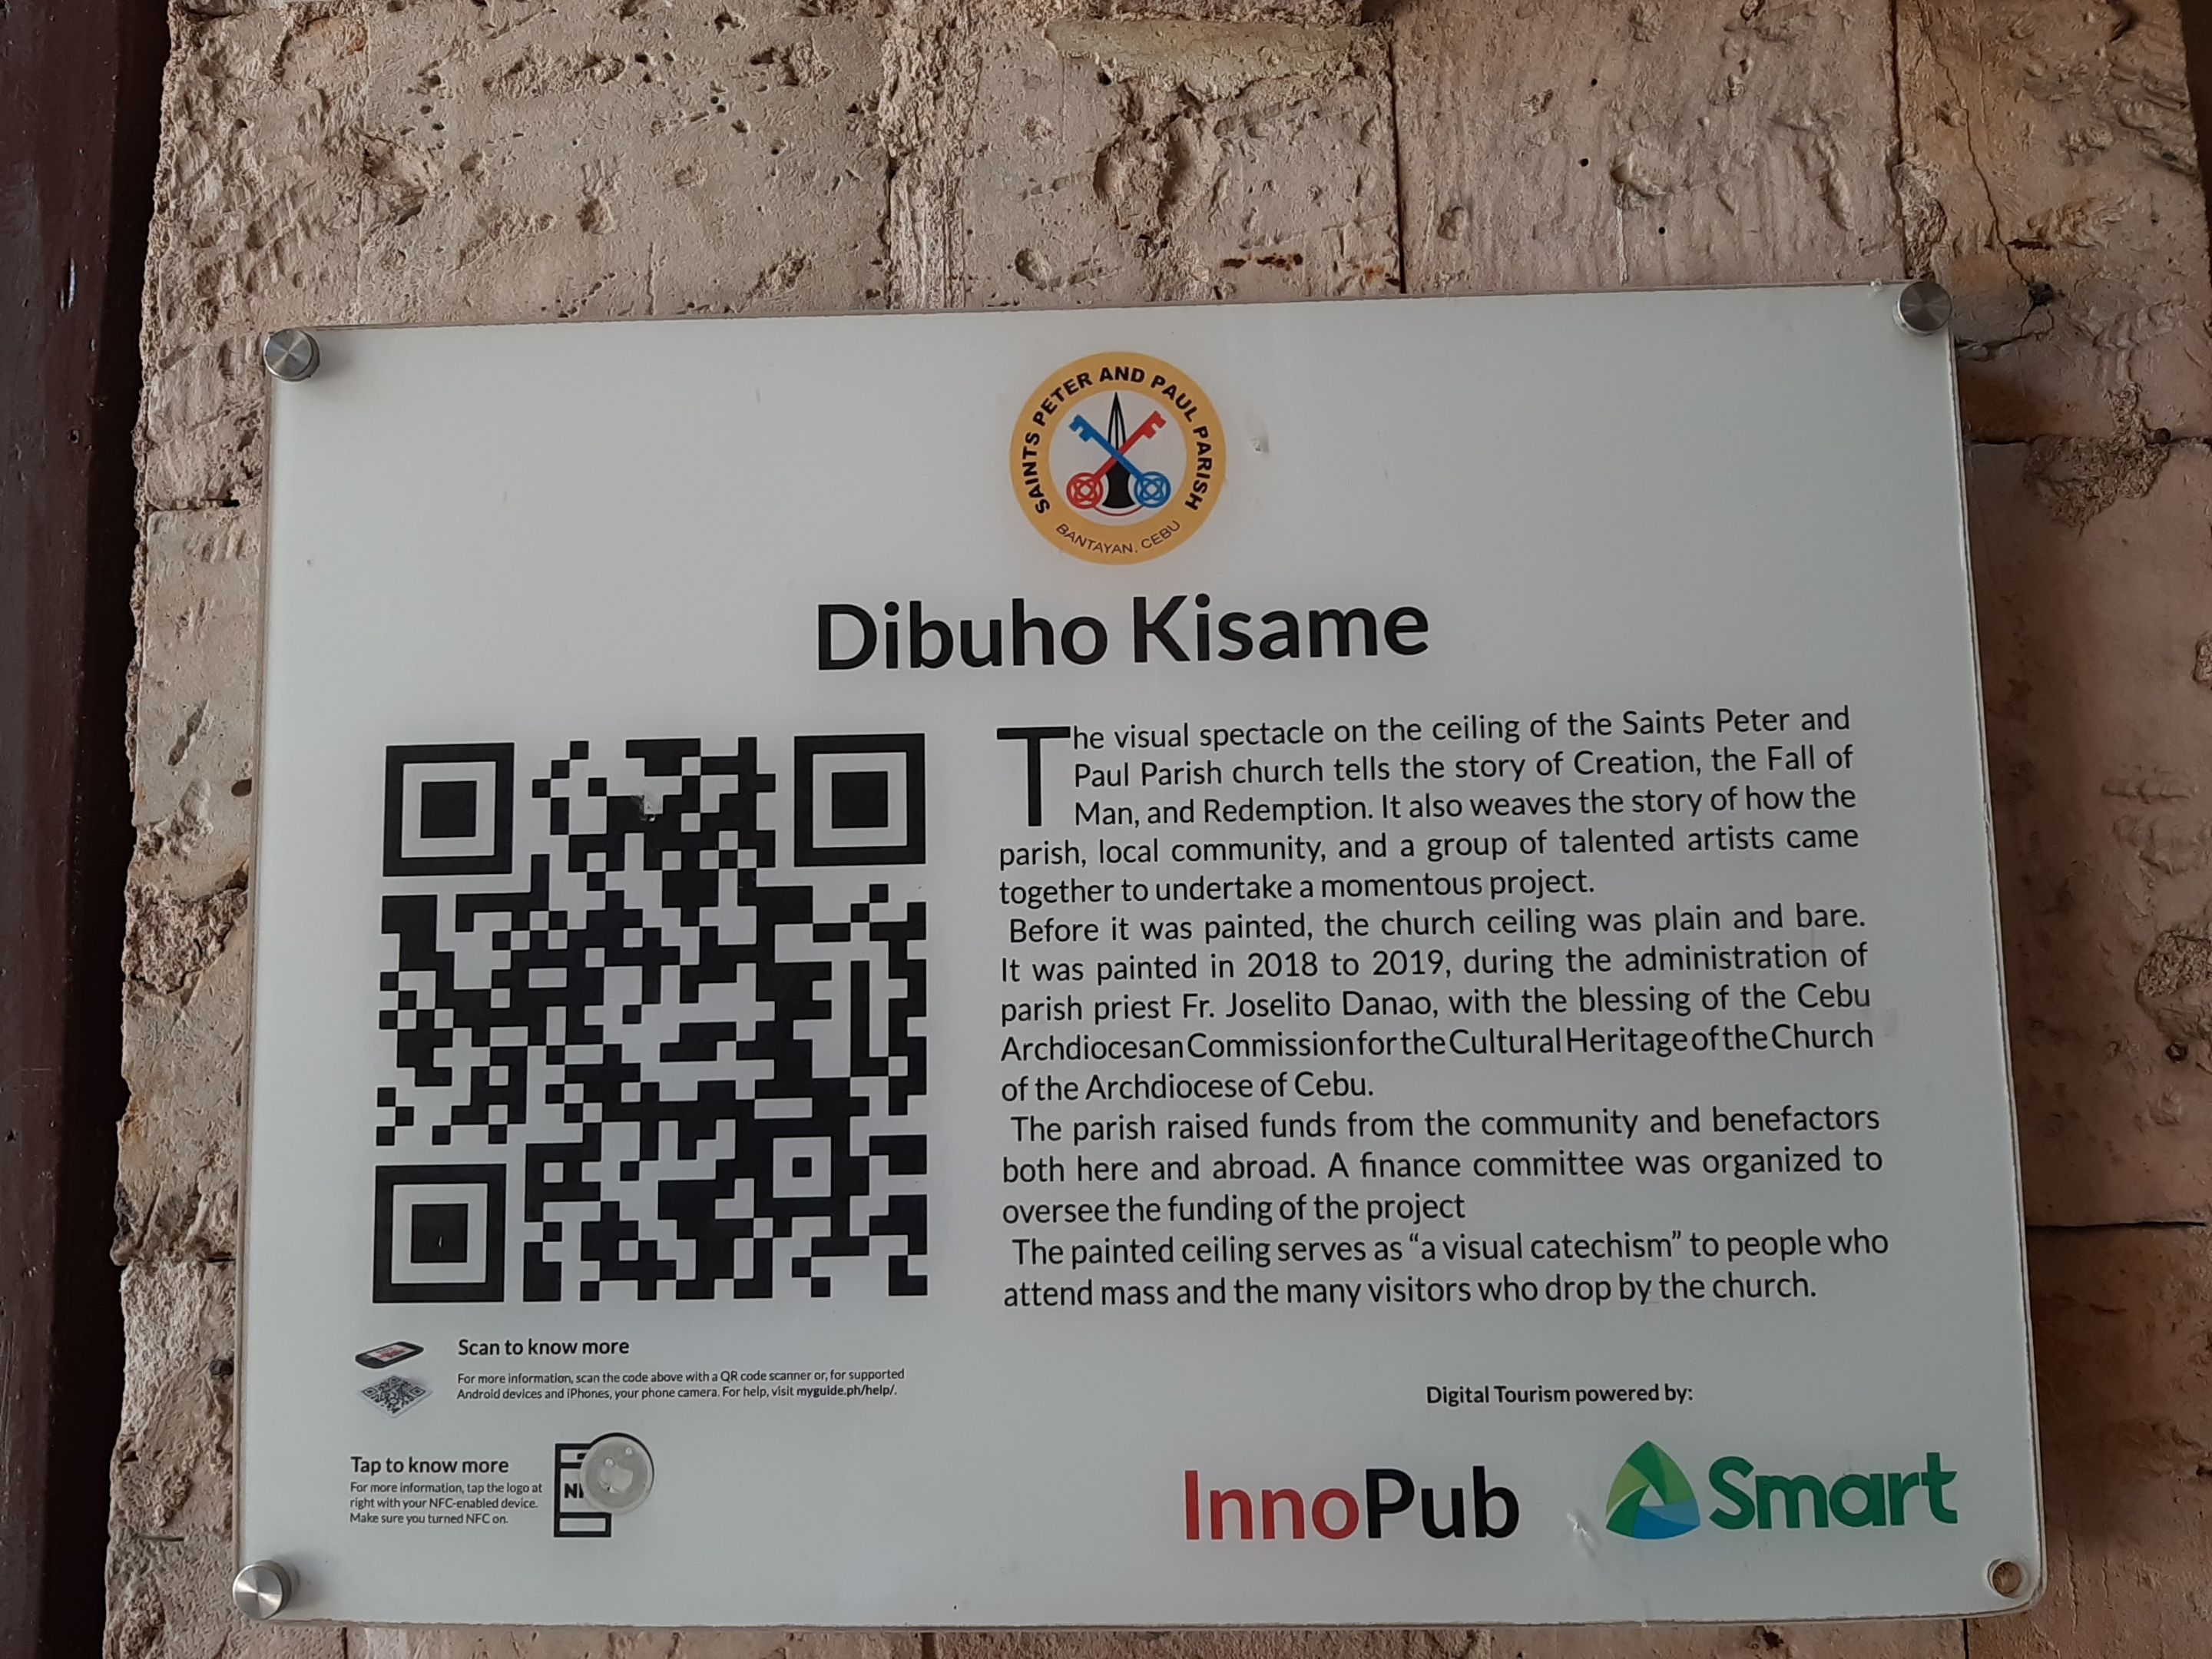 SAINTS PETER AND PAUL PARISH
BANTAYAN, CEBU
Dibuho Kisame
The visual spectacle on the ceiling of the Saints Peter and
Paul Parish church tells the story of Creation, the Fall of
Man, and Redemption. It also weaves the story of how the
parish, local community, and a group of talented artists came
together to undertake a momentous project.
Before it was painted, the church ceiling was plain and bare.
It was painted in 2018 to 2019, during the administration of
parish priest Fr. Joselito Danao, with the blessing of the Cebu
Archdiocesan Commission for the Cultural Heritage of the Church
of the Archdiocese of Cebu.
The parish raised funds from the community and benefactors
both here and abroad. A finance committee was organized to
oversee the funding of the project
The painted ceiling serves as “a visual catechism” to people who
attend mass and the many visitors who drop by the church.
Scan to know more
For more information, scan the code above with a QR code scanner or, for supported
Android devices and iPhones, your phone camera. For help, visit myguide.ph/help/.
Tap to know more
For more information, tap the logo at
right with your NFC-enabled device.
Make sure you turned NFC on.
Digital Tourism powered by:
InnoPub
Smart